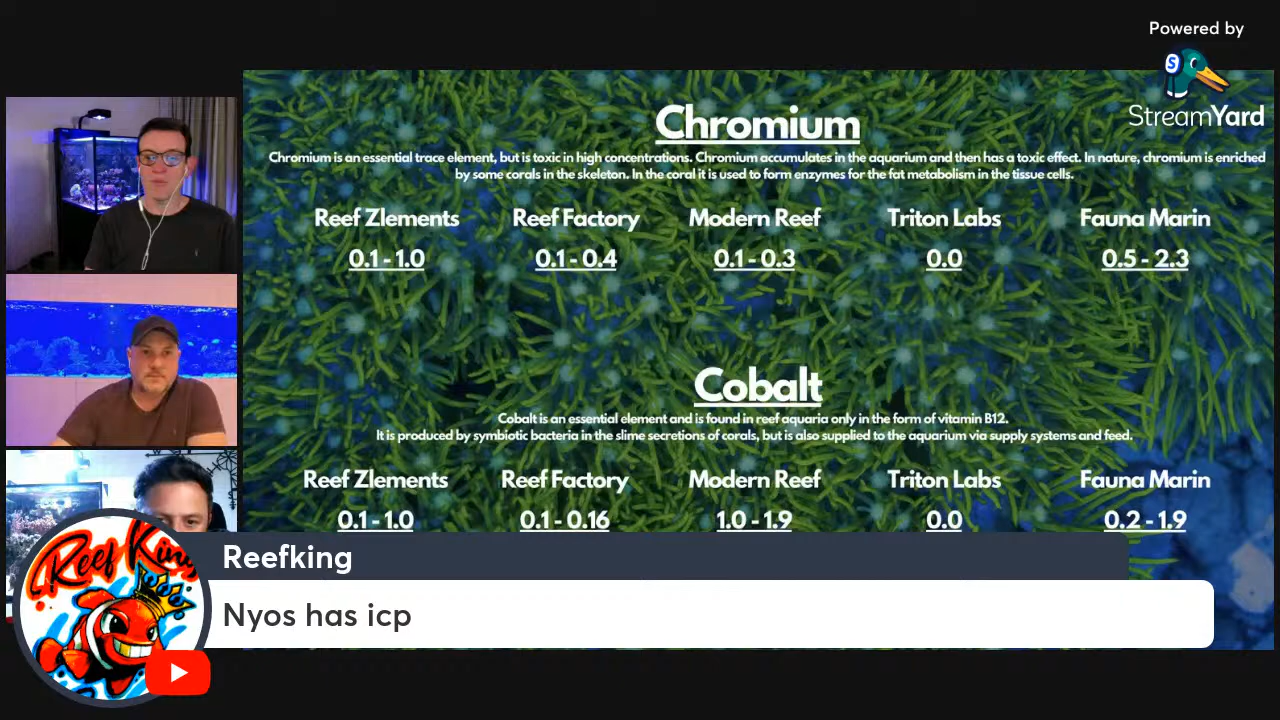 Powered by
StreamYard
Chromium
Chromium is an essential trace element, but is toxic in high concentrations. Chromium accumulates in the aquarium and then has a toxic effect. In nature, chromium is enriched
by some corals in the skeleton. In the coral it is used to form enzymes for the fat metabolism in the tissue cells.
Reef Zlements Reef Factory Modern Reef Triton Labs Fauna Marin
0.1 - 1.0 0.1 - 0.4 0.1 - 0.3 0.0 0.5 - 2.3
Cobalt
Cobalt is an essential element and is found in reef aquaria only in the form of vitamin B12.
It is produced by symbiotic bacteria in the slime secretions of corals, but is also supplied to the aquarium via supply systems and feed.
Reef Zlements Reef Factory Modern Reef Triton Labs Fauna Marin
0.1 - 1.0 0.1 - 0.16 1.0 - 1.9 0.0 0.2 - 1.9
Reef King
Reefking
Nyos has icp